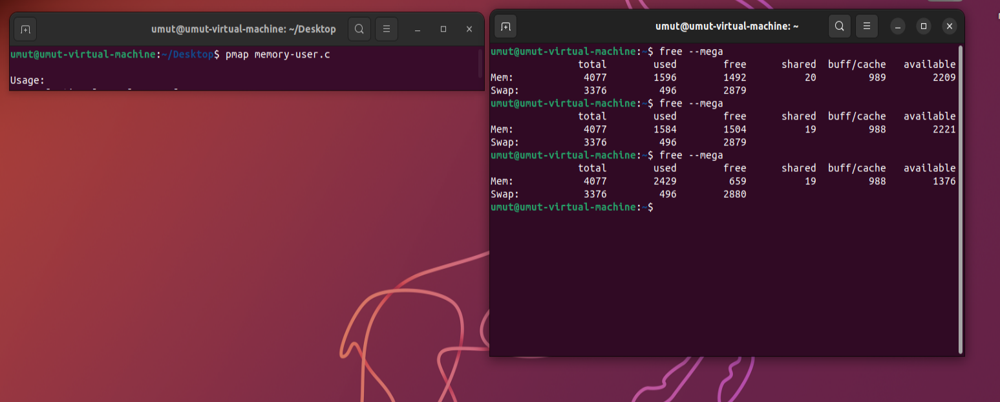 umut@umut-virtual-machine: ~/Desktop
umut@umut-virtual-machine:~/Desktop$ pmap memory-user.c
Usage:
umut@umut-virtual-machine: ~
umut@umut-virtual-machine:~$ free --mega
total used free shared buff/cache available
Mem: 4077 1596 1492 20 989 2209
Swap: 3376 496 2879
umut@umut-virtual-machine:~$ free --mega
total used free shared buff/cache available
Mem: 4077 1584 1504 19 988 2221
Swap: 3376 496 2879
umut@umut-virtual-machine:~$ free --mega
total used free shared buff/cache available
Mem: 4077 2429 659 19 988 1376
Swap: 3376 496 2880
umut@umut-virtual-machine:~$